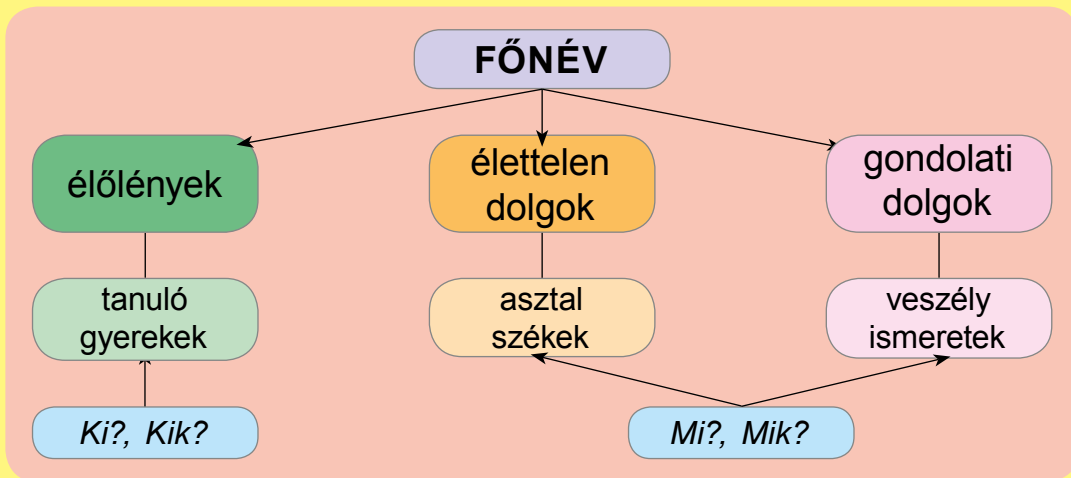 FŐNÉV
élőlények
élettelen
dolgok
gondolati
dolgok
tanuló
gyerekek
asztal
székek
veszély
ismeretek
Ki?, Kik?
Mi?, Mik?